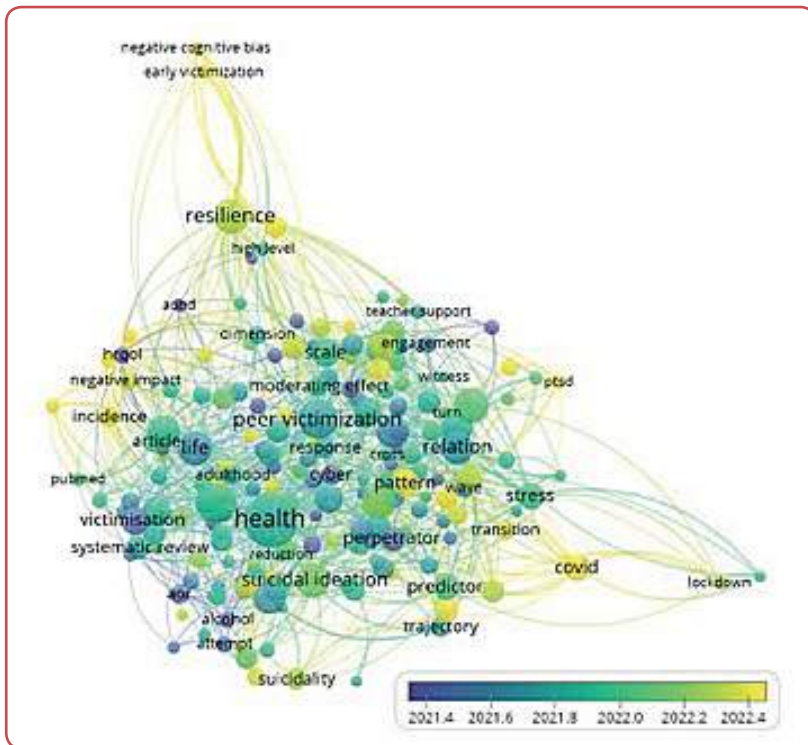 negative cognitive bias
early victimization
resilience
high level
adhd
teacher support
dimension
engagement
hrqol
scale
negative impact
moderating effect
witness
ptsd
incidence
peer victimization
turn
article
life
response
cross
relation
pubmed
adulthood
cyber
pattern
wave
stress
victimisation
health
transition
systematic review
reduction
perpetrator
covid
lockdown
suicidal ideation
predictor
aor
alcohol
trajectory
attempt
suicidality
2021.4 2021.6 2021.8 2022.0 2022.2 2022.4